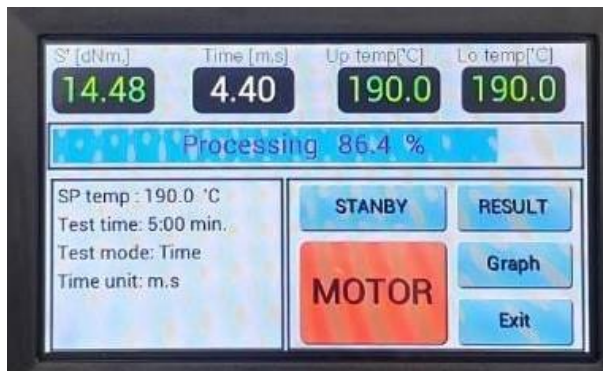 S' [dNm.] Time [m.s] Up temp[°C] Lo temp[°C]
14.48 4.40 190.0 190.0
Processing 86.4 %
SP temp : 190.0 °C
Test time: 5:00 min.
Test mode: Time
Time unit: m.s
STANBY
RESULT
MOTOR
Graph
Exit